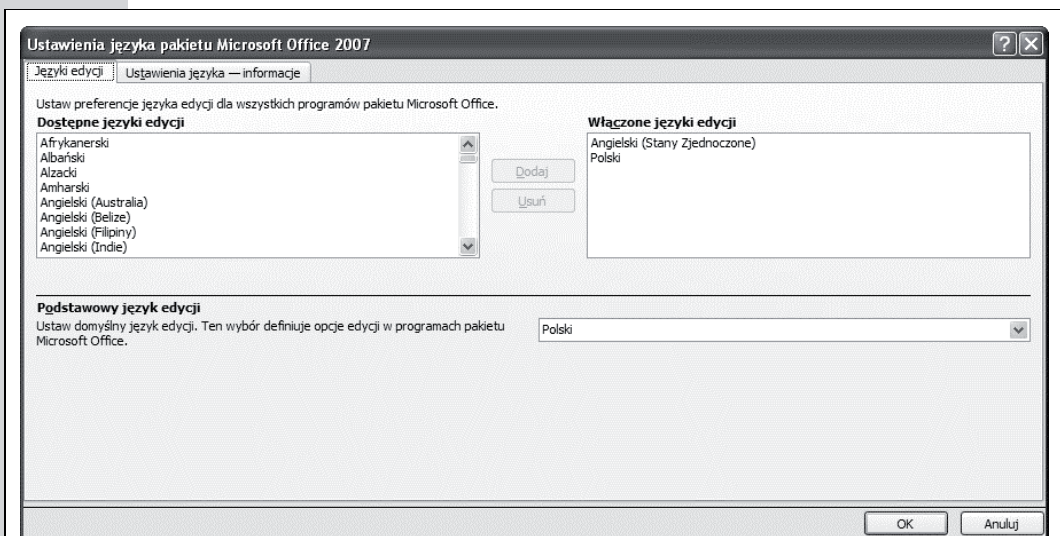 Ustawienia języka pakietu Microsoft Office 2007
Języki edycji
Ustawienia języka — informacje
Ustaw preferencje języka edycji dla wszystkich programów pakietu Microsoft Office.
Dostępne języki edycji
Włączone języki edycji
Afrykanerski
Albański
Alzacki
Amharski
Angielski (Australia)
Angielski (Belize)
Angielski (Filipiny)
Angielski (Indie)
Dodaj
Usuń
Angielski (Stany Zjednoczone)
Polski
Podstawowy język edycji
Ustaw domyślny język edycji. Ten wybór definiuje opcje edycji w programach pakietu
Microsoft Office.
Polski
OK
Anuluj